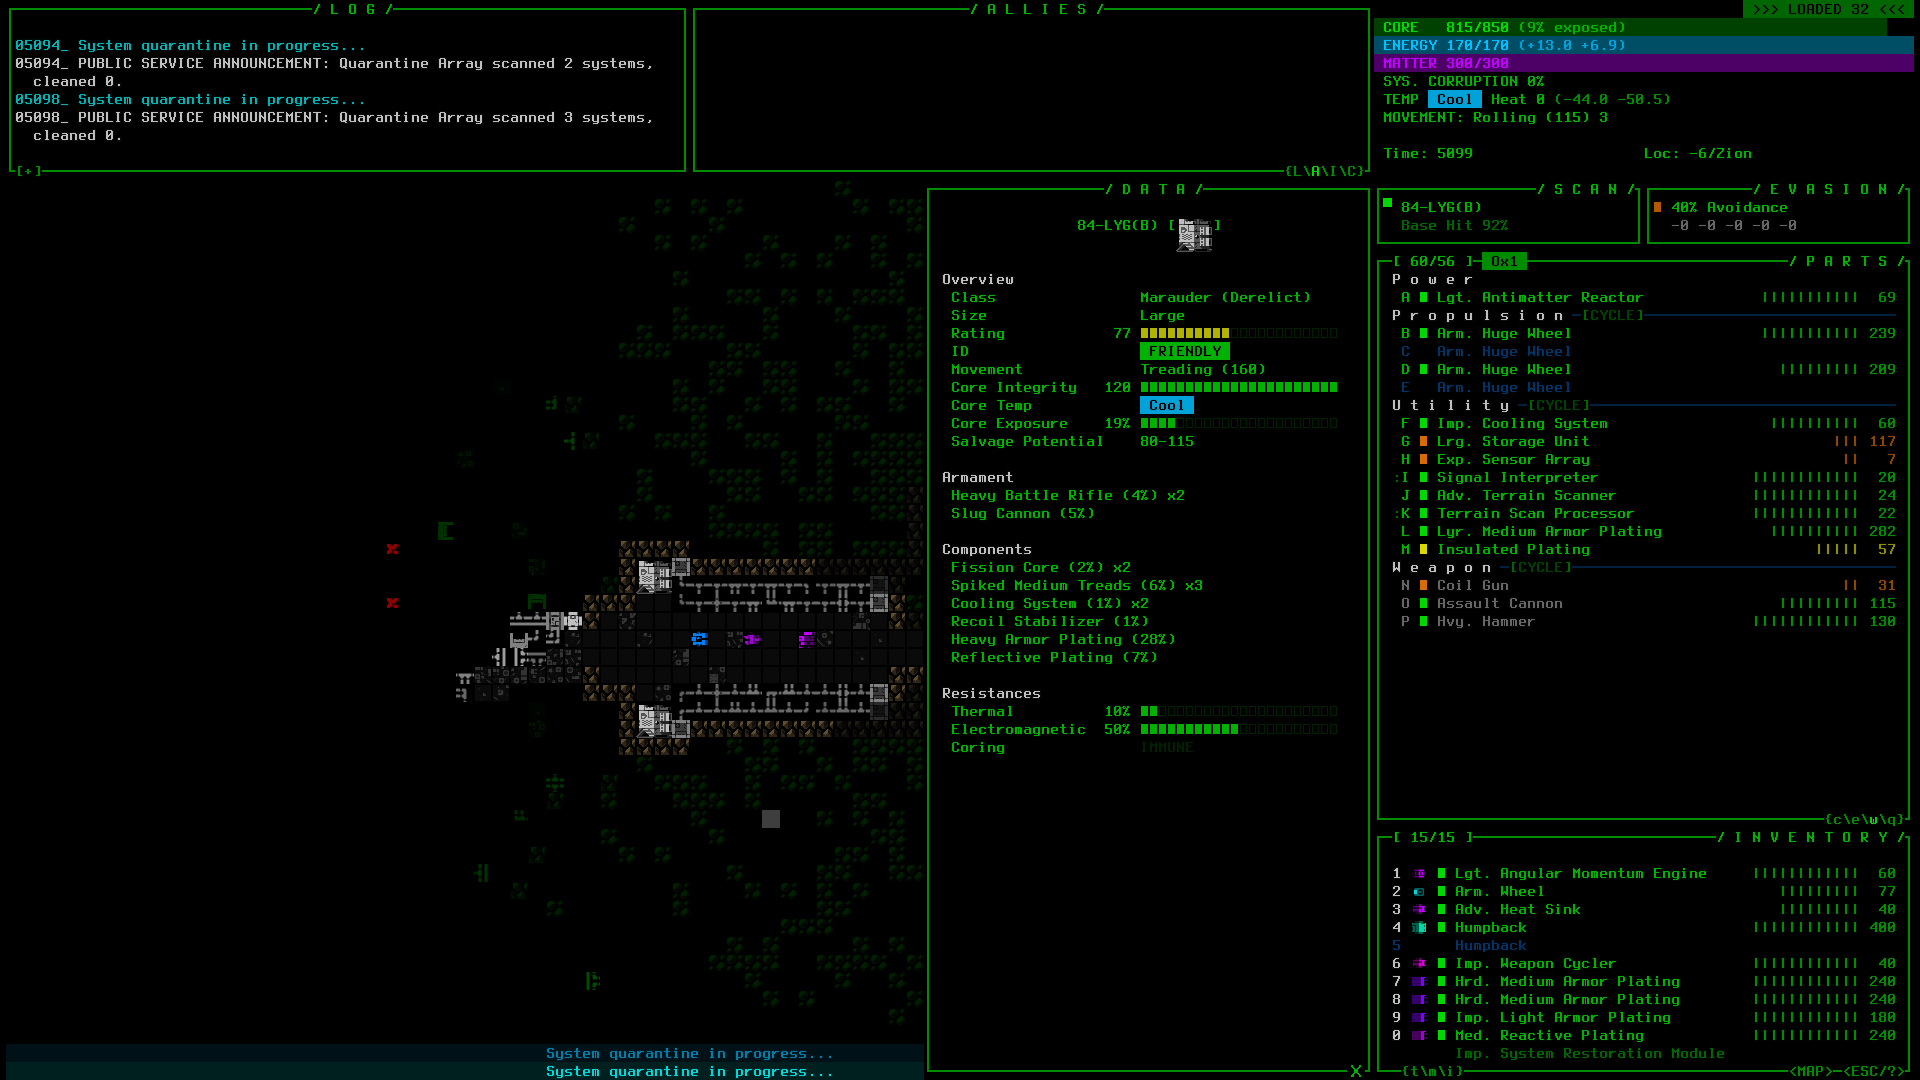 / L O G /
05094_ System quarantine in progress...
05094_ PUBLIC SERVICE ANNOUNCEMENT: Quarantine Array scanned 2 systems,
cleaned 0.
05098_ System quarantine in progress...
05098_ PUBLIC SERVICE ANNOUNCEMENT: Quarantine Array scanned 3 systems,
cleaned 0.
[+]
/ A L L I E S /
(L\A\I\C)
>>> LOADED 32 <<<
CORE 815/850 (9% exposed)
ENERGY 170/170 (+13.0 +6.9)
MATTER 300/300
SYS. CORRUPTION 0%
TEMP Cool Heat 0 (-44.0 -50.5)
MOVEMENT: Rolling (115) 3
Time: 5099 Loc: -6/Zion
/ D A T A /
84-LYG(B) [ ]
Overview
Class Marauder (Derelict)
Size Large
Rating 77
ID FRIENDLY
Movement Treading (160)
Core Integrity 120
Core Temp Cool
Core Exposure 19%
Salvage Potential 80-115
Armament
Heavy Battle Rifle (4%) x2
Slug Cannon (5%)
Components
Fission Core (2%) x2
Spiked Medium Treads (6%) x3
Cooling System (1%) x2
Recoil Stabilizer (1%)
Heavy Armor Plating (28%)
Reflective Plating (7%)
Resistances
Thermal 10%
Electromagnetic 50%
Coring IMMUNE
X
/ S C A N /
84-LYG(B)
Base Hit 92%
/ E V A S I O N /
40% Avoidance
-0 -0 -0 -0 -0
[ 60/56 ] 0x1 / P A R T S /
P o w e r
A Lgt. Antimatter Reactor 69
P r o p u l s i o n [CYCLE]
B Arm. Huge Wheel 239
C Arm. Huge Wheel
D Arm. Huge Wheel 209
E Arm. Huge Wheel
U t i l i t y [CYCLE]
F Imp. Cooling System 60
G Lrg. Storage Unit 117
H Exp. Sensor Array 7
:I Signal Interpreter 20
J Adv. Terrain Scanner 24
:K Terrain Scan Processor 22
L Lyr. Medium Armor Plating 282
M Insulated Plating 57
W e a p o n [CYCLE]
N Coil Gun 31
O Assault Cannon 115
P Hvy. Hammer 130
(c\e\w\q)
[ 15/15 ] / I N V E N T O R Y /
1 Lgt. Angular Momentum Engine 60
2 Arm. Wheel 77
3 Adv. Heat Sink 40
4 Humpback 400
5 Humpback
6 Imp. Weapon Cycler 40
7 Hrd. Medium Armor Plating 240
8 Hrd. Medium Armor Plating 240
9 Imp. Light Armor Plating 180
0 Med. Reactive Plating 240
Imp. System Restoration Module
(t\m\i) <MAP> <ESC/?>
System quarantine in progress...
System quarantine in progress...